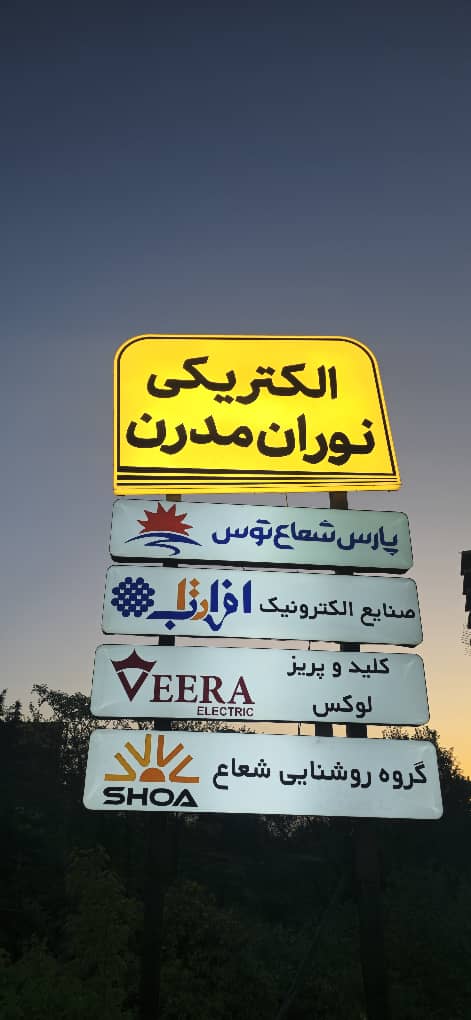 الکتریکی
نوران مدرن
پارس شعاع توس
صنایع الکترونیک افراتاب
VEERA
ELECTRIC
کلید و پریز
لوکس
SHOA
گروه روشنایی شعاع